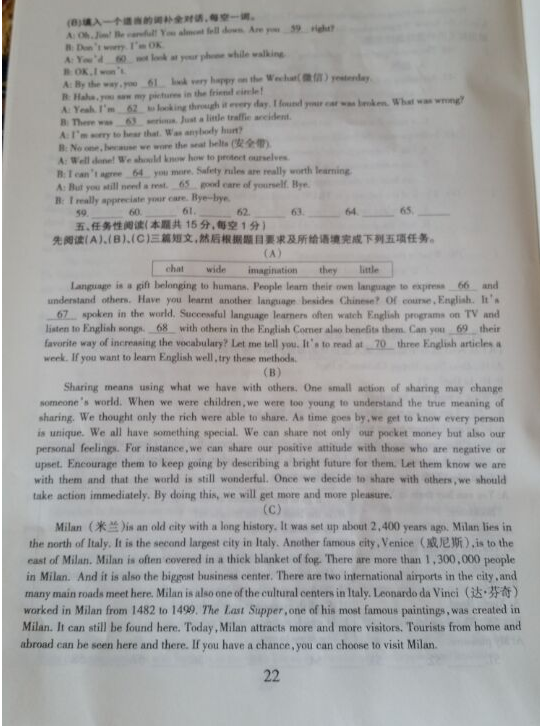 (B)填入一个适当的词补全对话,每空一词。
A: Oh, Jim! Be careful! You almost fell down. Are you 59 right?
B: Don't worry. I'm OK.
A: You'd 60 not look at your phone while walking.
B: OK, I won't.
A: By the way, you 61 look very happy on the Wechat(微信) yesterday.
B: Haha, you saw my pictures in the friend circle!
A: Yeah. I'm 62 to looking through it every day. I found your car was broken. What was wrong?
B: There was 63 serious. Just a little traffic accident.
A: I'm sorry to hear that. Was anybody hurt?
B: No one, because we wore the seat belts (安全带).
A: Well done! We should know how to protect ourselves.
B: I can't agree 64 you more. Safety rules are really worth learning.
A: But you still need a rest. 65 good care of yourself. Bye.
B: I really appreciate your care. Bye-bye.
59. 60. 61. 62. 63. 64. 65.
五、任务性阅读(本题共 15 分,每空 1 分)
先阅读(A)、(B)、(C)三篇短文,然后根据题目要求及所给语境完成下列五项任务。
(A)
chat wide imagination they little
Language is a gift belonging to humans. People learn their own language to express 66 and
understand others. Have you learnt another language besides Chinese? Of course, English. It's
67 spoken in the world. Successful language learners often watch English programs on TV and
listen to English songs. 68 with others in the English Corner also benefits them. Can you 69 their
favorite way of increasing the vocabulary? Let me tell you. It's to read at 70 three English articles a
week. If you want to learn English well, try these methods.
(B)
Sharing means using what we have with others. One small action of sharing may change
someone's world. When we were children, we were too young to understand the true meaning of
sharing. We thought only the rich were able to share. As time goes by, we get to know every person
is unique. We all have something special. We can share not only our pocket money but also our
personal feelings. For instance, we can share our positive attitude with those who are negative or
upset. Encourage them to keep going by describing a bright future for them. Let them know we are
with them and that the world is still wonderful. Once we decide to share with others, we should
take action immediately. By doing this, we will get more and more pleasure.
(C)
Milan (米兰)is an old city with a long history. It was set up about 2,400 years ago. Milan lies in
the north of Italy. It is the second largest city in Italy. Another famous city, Venice (威尼斯), is to the
east of Milan. Milan is often covered in a thick blanket of fog. There are more than 1,300,000 people
in Milan. And it is also the biggest business center. There are two international airports in the city, and
many main roads meet here. Milan is also one of the cultural centers in Italy. Leonardo da Vinci (达·芬奇)
worked in Milan from 1482 to 1499. The Last Supper, one of his most famous paintings, was created in
Milan. It can still be found here. Today, Milan attracts more and more visitors. Tourists from home and
abroad can be seen here and there. If you have a chance, you can choose to visit Milan.
22